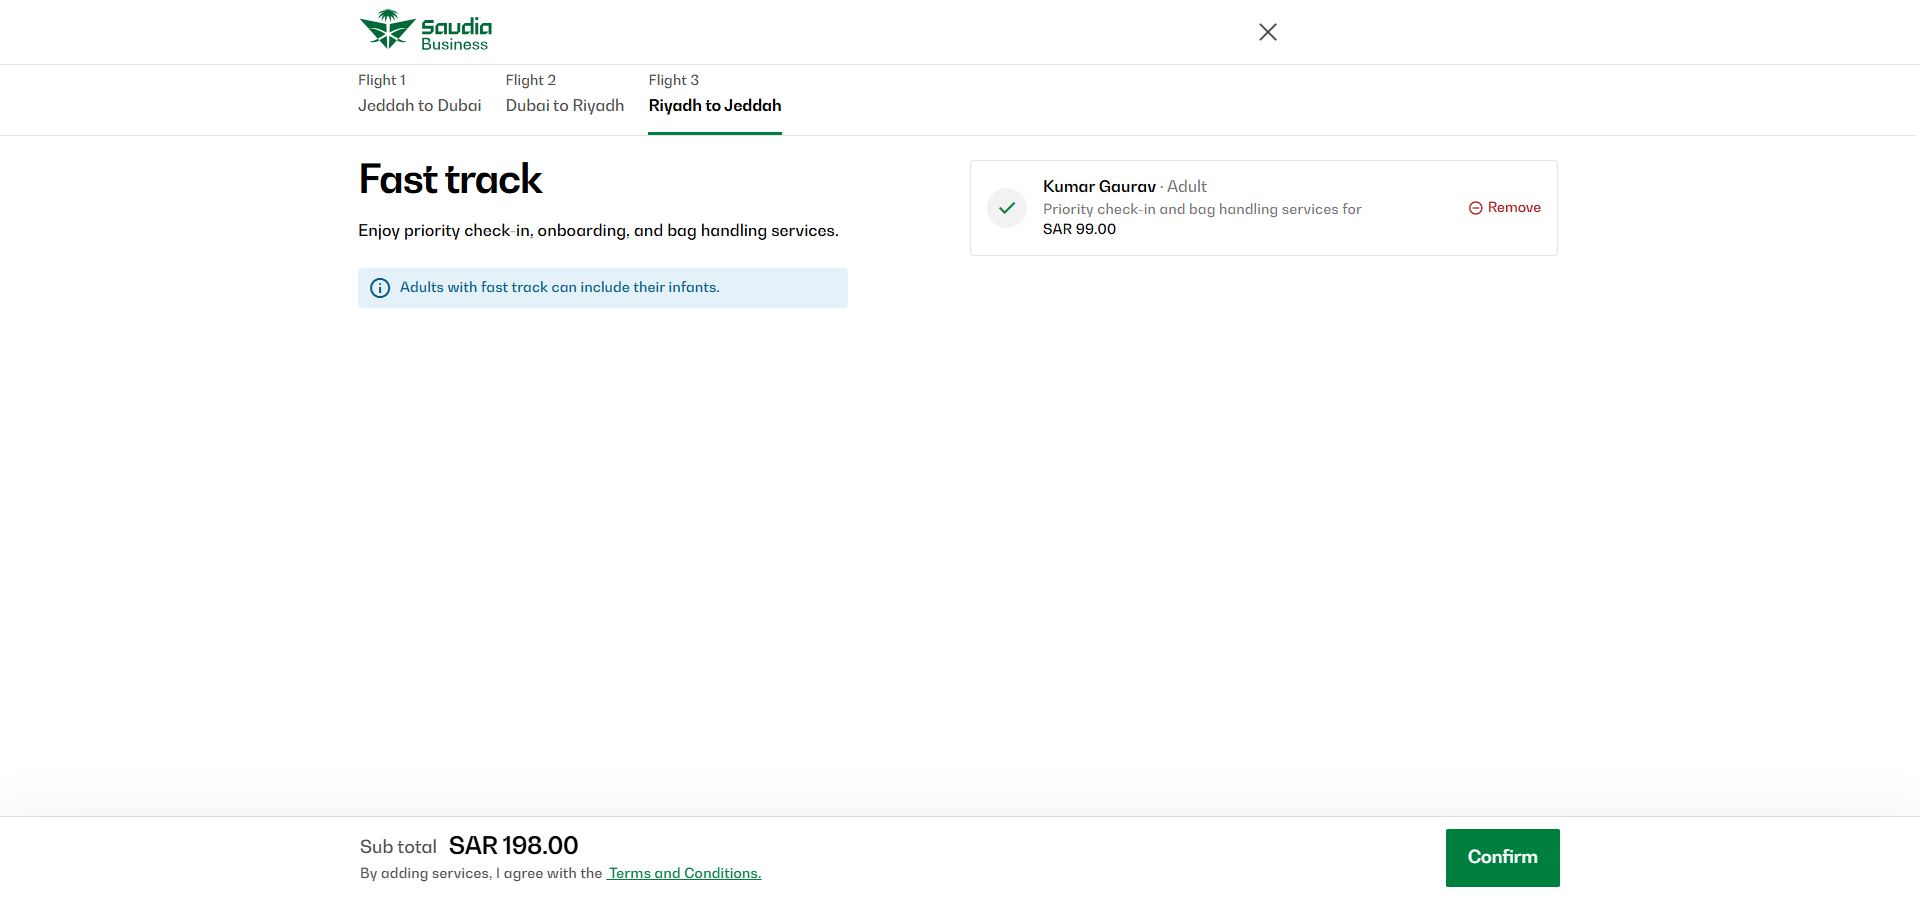 Saudia
Business
Flight 1
Jeddah to Dubai
Flight 2
Dubai to Riyadh
Flight 3
Riyadh to Jeddah
Fast track
Enjoy priority check-in, onboarding, and bag handling services.
Adults with fast track can include their infants.
Kumar Gaurav · Adult
Priority check-in and bag handling services for
SAR 99.00
Remove
Sub total SAR 198.00
By adding services, I agree with the Terms and Conditions.
Confirm